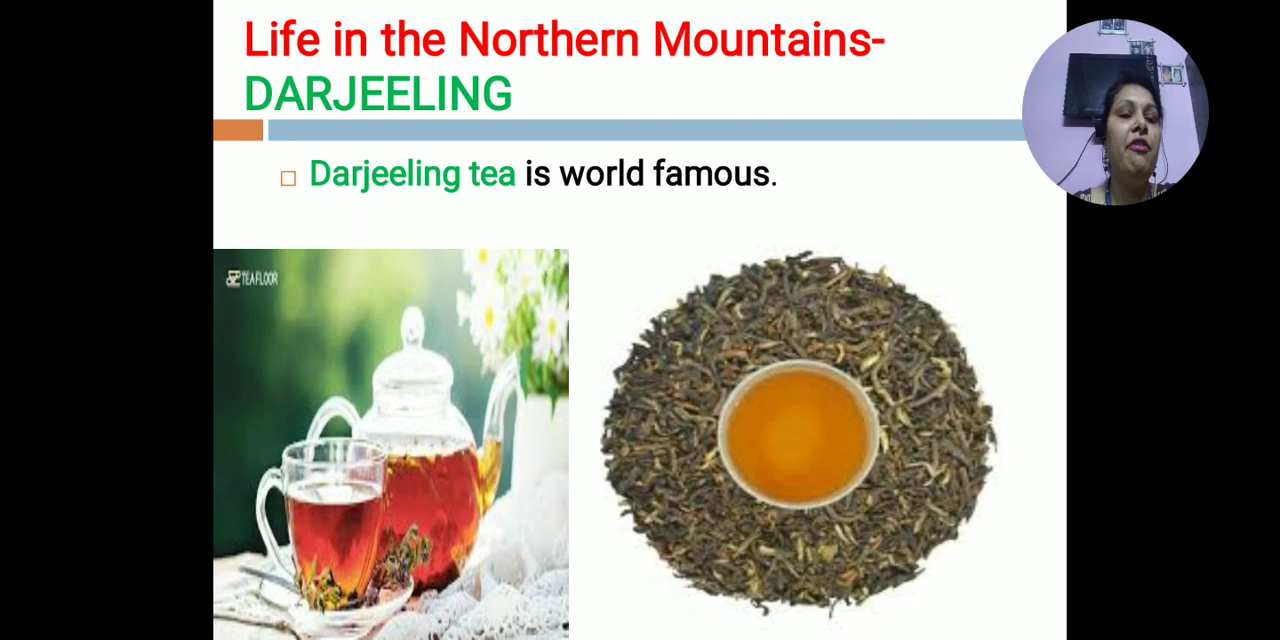 Life in the Northern Mountains-
DARJEELING
Darjeeling tea is world famous.
TEAFLOOR